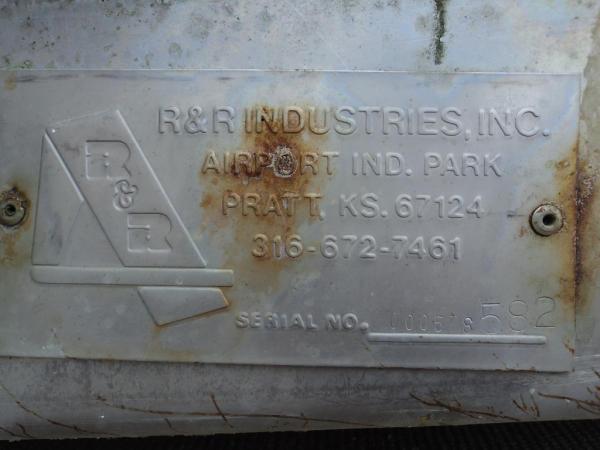 R&R INDUSTRIES, INC.
AIRPORT IND. PARK
PRATT, KS. 67124
316-672-7461
R
&
R
SERIAL NO. 582